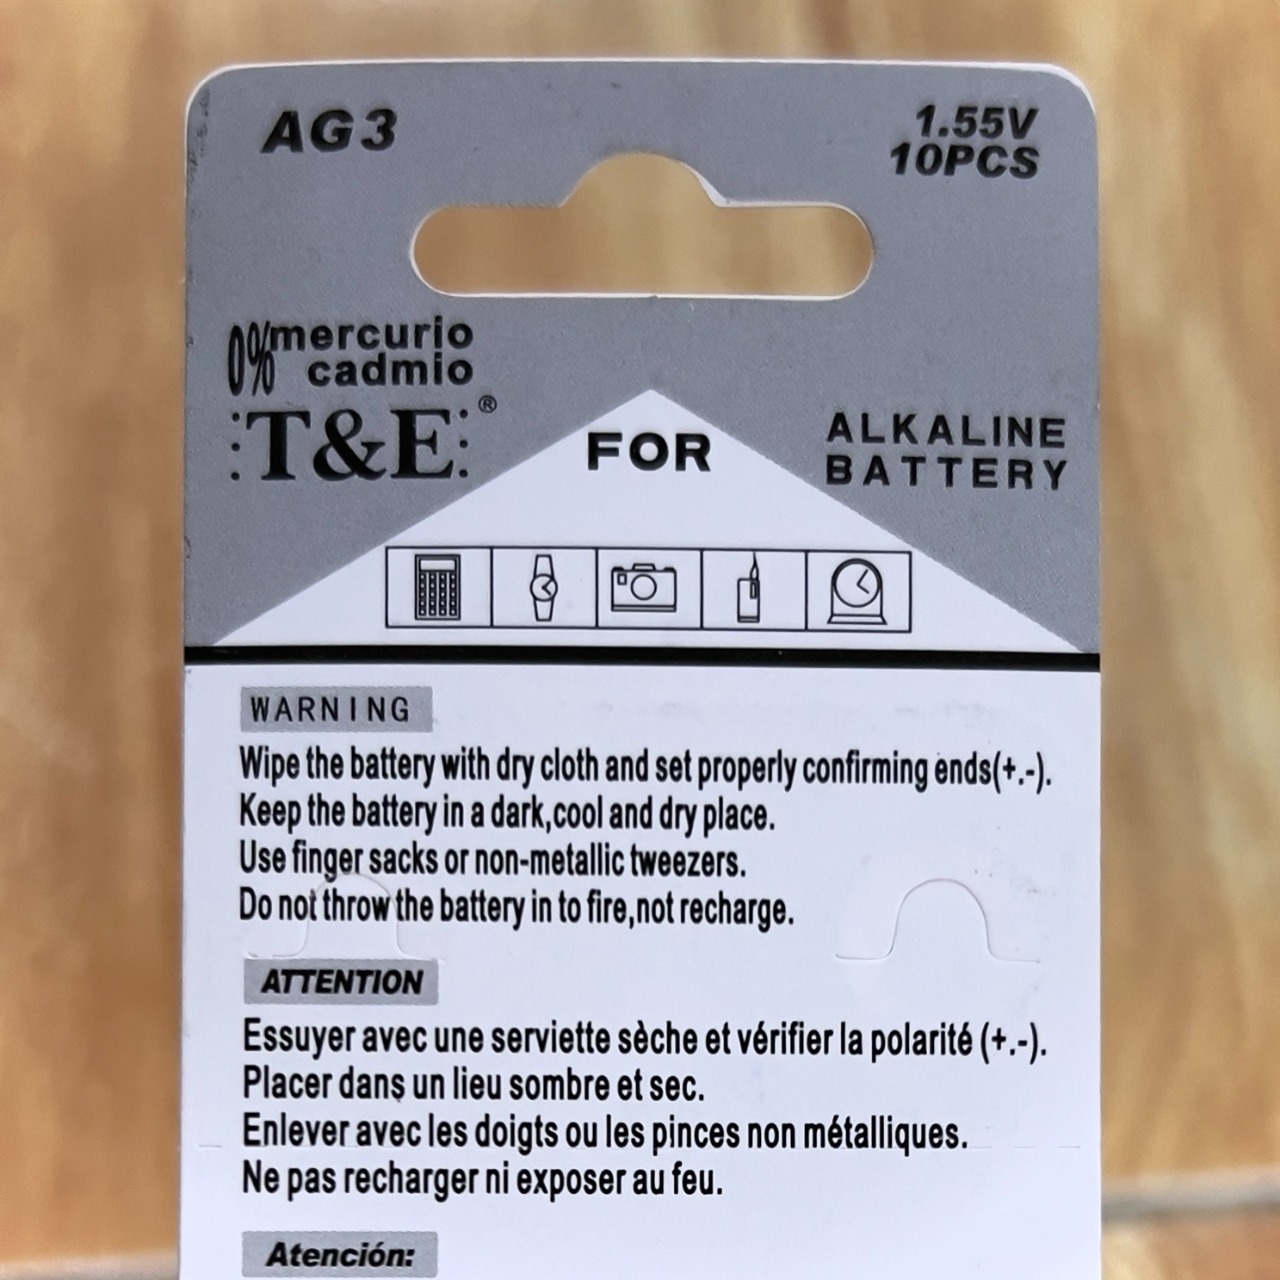 AG3
1.55V
10PCS
0% mercurio
cadmio
T&E®
FOR
ALKALINE
BATTERY
WARNING
Wipe the battery with dry cloth and set properly confirming ends(+.-).
Keep the battery in a dark,cool and dry place.
Use finger sacks or non-metallic tweezers.
Do not throw the battery in to fire,not recharge.
ATTENTION
Essuyer avec une serviette sèche et vérifier la polarité (+.-).
Placer dans un lieu sombre et sec.
Enlever avec les doigts ou les pinces non métalliques.
Ne pas recharger ni exposer au feu.
Atención: